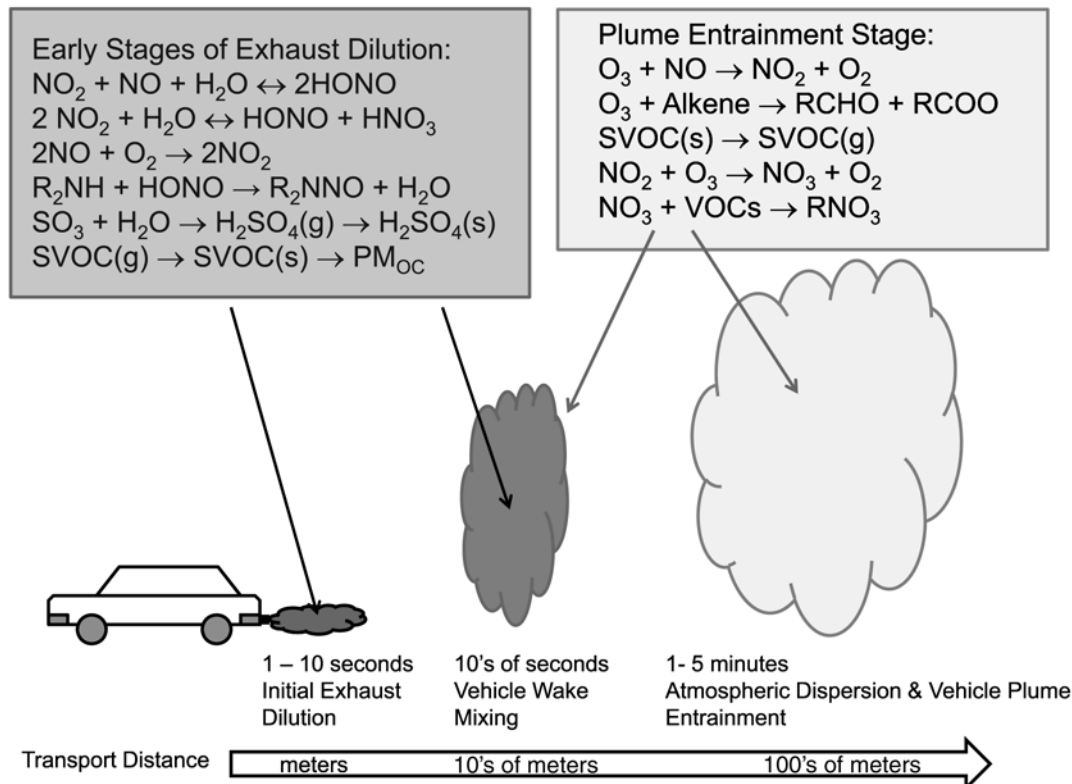 Early Stages of Exhaust Dilution:
NO₂ + NO + H₂O ↔ 2HONO
2 NO₂ + H₂O ↔ HONO + HNO₃
2NO + O₂ → 2NO₂
R₂NH + HONO → R₂NNO + H₂O
SO₃ + H₂O → H₂SO₄(g) → H₂SO₄(s)
SVOC(g) → SVOC(s) → PM_OC
Plume Entrainment Stage:
O₃ + NO → NO₂ + O₂
O₃ + Alkene → RCHO + RCOO
SVOC(s) → SVOC(g)
NO₂ + O₃ → NO₃ + O₂
NO₃ + VOCs → RNO₃
1 – 10 seconds
Initial Exhaust
Dilution
10's of seconds
Vehicle Wake
Mixing
1- 5 minutes
Atmospheric Dispersion & Vehicle Plume
Entrainment
Transport Distance
meters
10's of meters
100's of meters